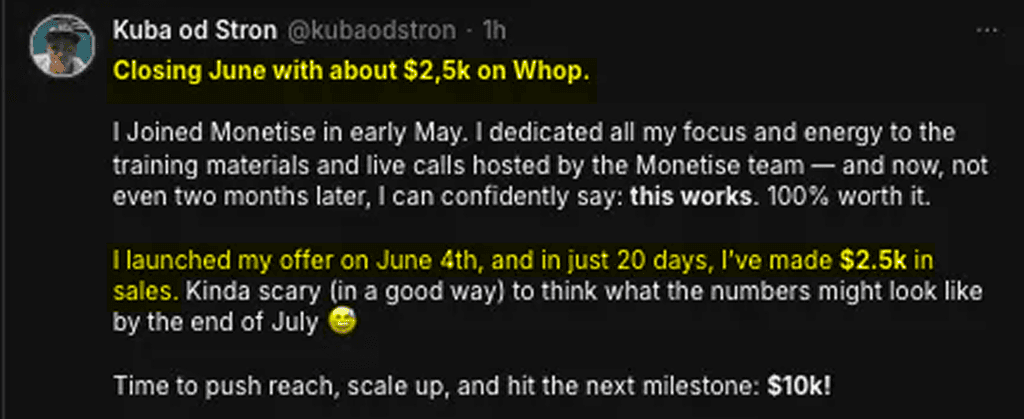 Kuba od Stron @kubaodstron · 1h ...
Closing June with about $2,5k on Whop.
I Joined Monetise in early May. I dedicated all my focus and energy to the
training materials and live calls hosted by the Monetise team — and now, not
even two months later, I can confidently say: this works. 100% worth it.
I launched my offer on June 4th, and in just 20 days, I've made $2.5k in
sales. Kinda scary (in a good way) to think what the numbers might look like
by the end of July 😅
Time to push reach, scale up, and hit the next milestone: $10k!